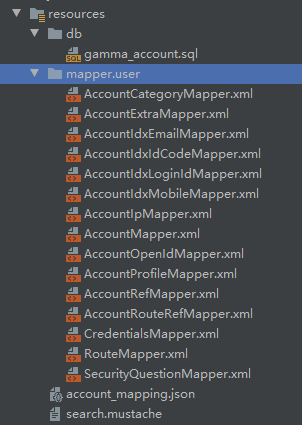 resources
db
gamma_account.sql
mapper.user
AccountCategoryMapper.xml
AccountExtraMapper.xml
AccountIdxEmailMapper.xml
AccountIdxIdCodeMapper.xml
AccountIdxLoginIdMapper.xml
AccountIdxMobileMapper.xml
AccountIpMapper.xml
AccountMapper.xml
AccountOpenIdMapper.xml
AccountProfileMapper.xml
AccountRefMapper.xml
AccountRouteRefMapper.xml
CredentialsMapper.xml
RouteMapper.xml
SecurityQuestionMapper.xml
account_mapping.json
search.mustache